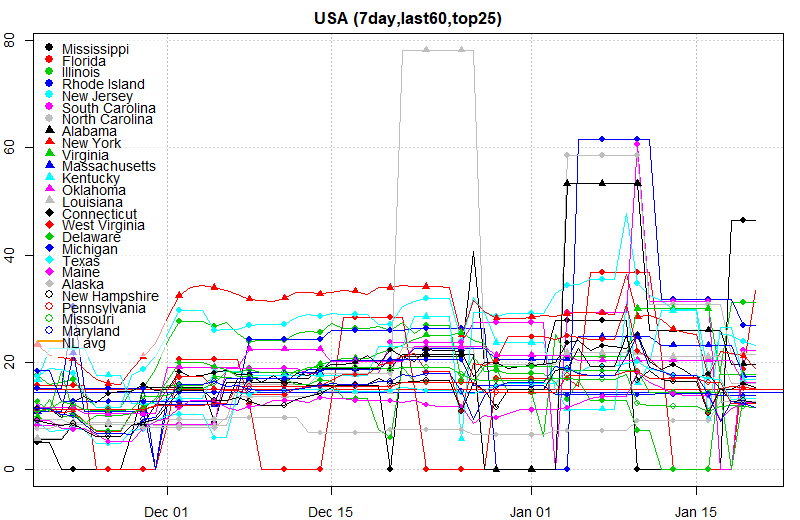 USA (7day,last60,top25)
80
60
40
20
0
Mississippi
Florida
Illinois
Rhode Island
New Jersey
South Carolina
North Carolina
Alabama
New York
Virginia
Massachusetts
Kentucky
Oklahoma
Louisiana
Connecticut
West Virginia
Delaware
Michigan
Texas
Maine
Alaska
New Hampshire
Pennsylvania
Missouri
Maryland
NL avg
Dec 01
Dec 15
Jan 01
Jan 15